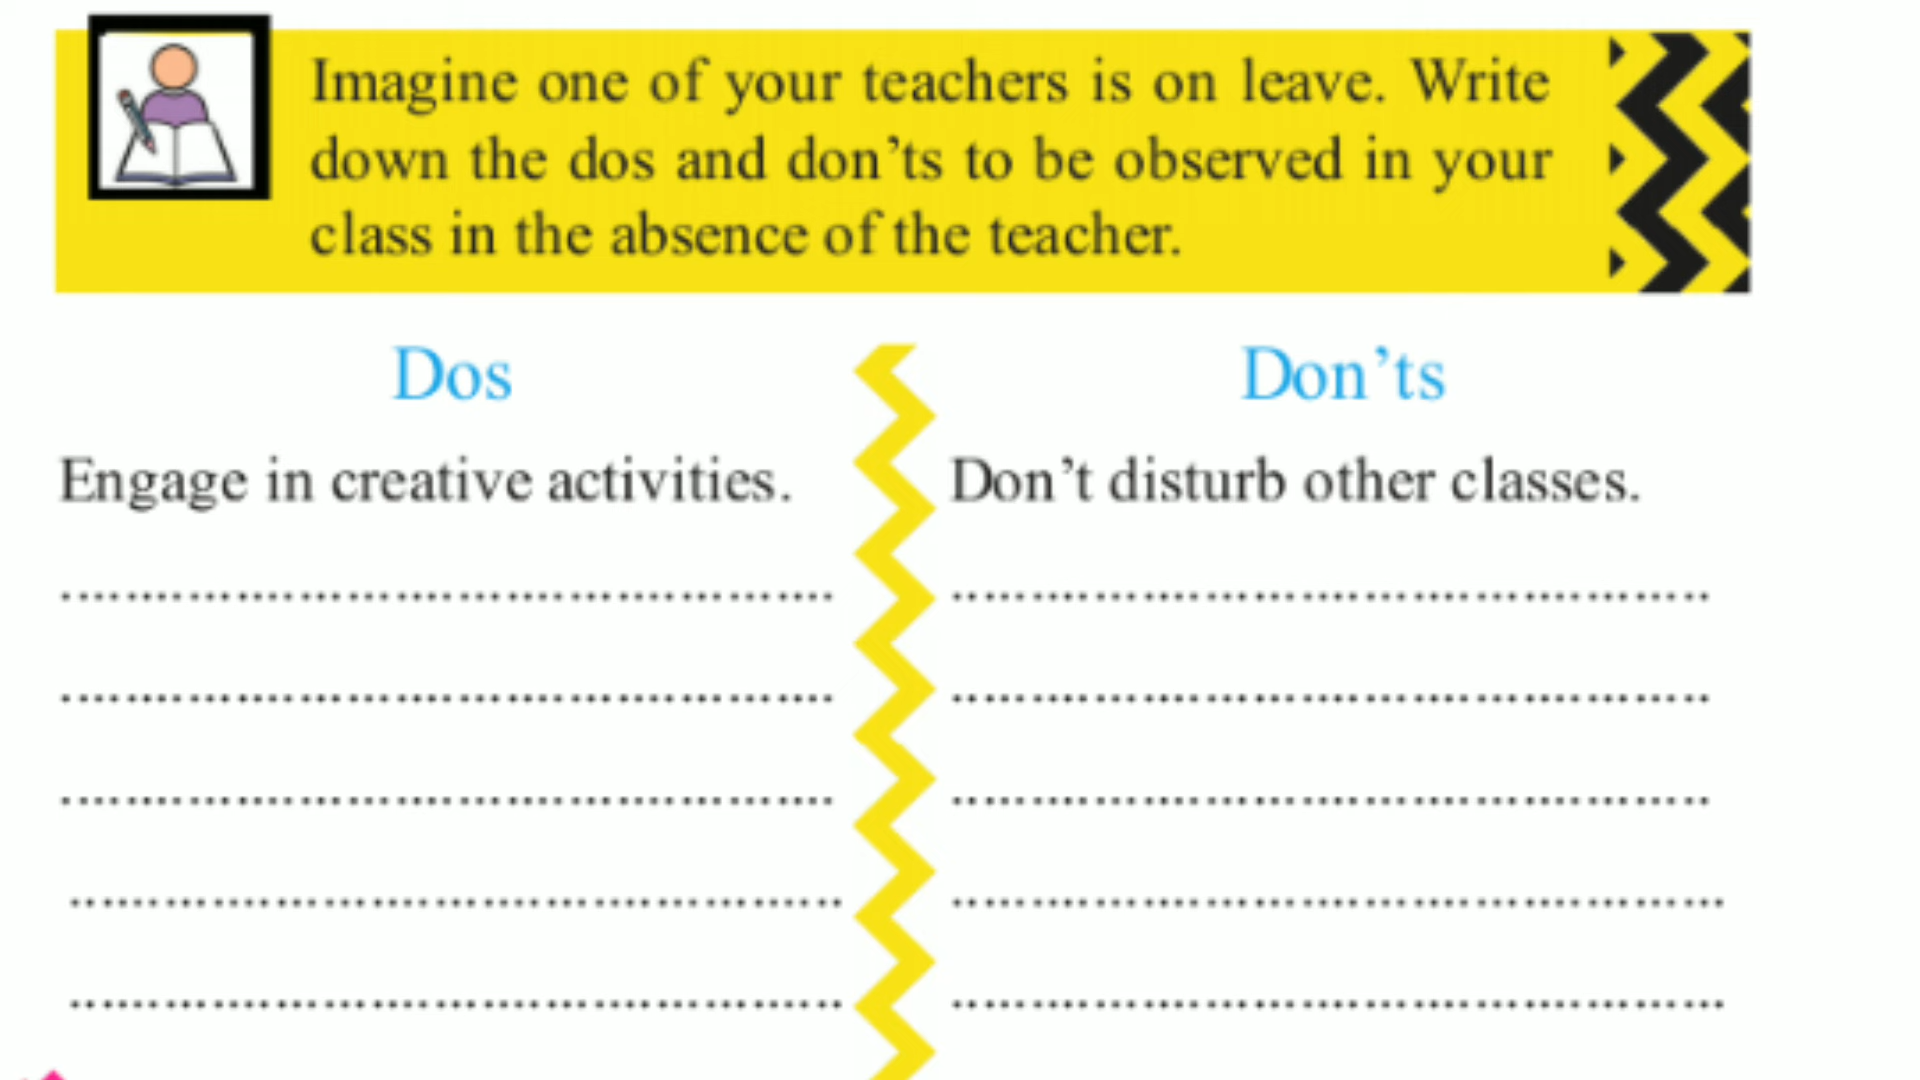 Imagine one of your teachers is on leave. Write
down the dos and don’ts to be observed in your
class in the absence of the teacher.
Dos
Don’ts
Engage in creative activities.
Don’t disturb other classes.